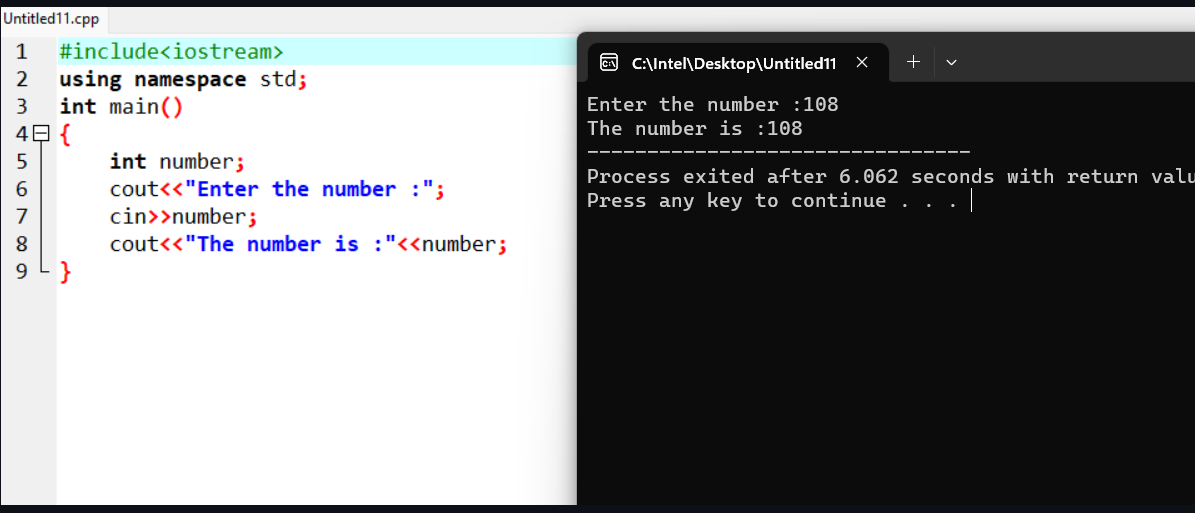 Untitled11.cpp
1 #include<iostream>
2 using namespace std;
3 int main()
4 {
5 int number;
6 cout<<"Enter the number :";
7 cin>>number;
8 cout<<"The number is :"<<number;
9 }
C:\Intel\Desktop\Untitled11
Enter the number :108
The number is :108
--------------------------------
Process exited after 6.062 seconds with return valu
Press any key to continue . . .